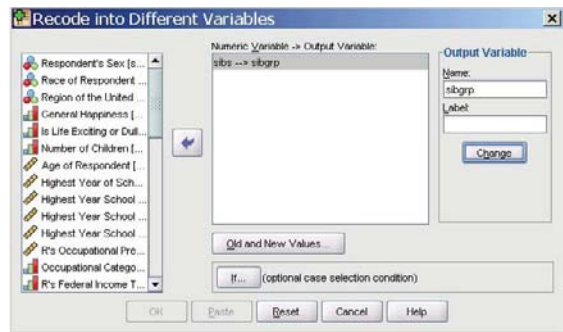 Recode into Different Variables
Respondent's Sex [s...
Race of Respondent ...
Region of the United ...
General Happiness [...
Is Life Exciting or Dull...
Number of Children [...
Age of Respondent [...
Highest Year of Sch...
Highest Year School ...
Highest Year School ...
Highest Year School ...
R's Occupational Pre...
Occupational Catego...
R's Federal Income T...
Numeric Variable -> Output Variable:
sibs --> sibgrp
Output Variable
Name:
sibgrp
Label:
Change
Old and New Values...
If... (optional case selection condition)
OK Paste Reset Cancel Help